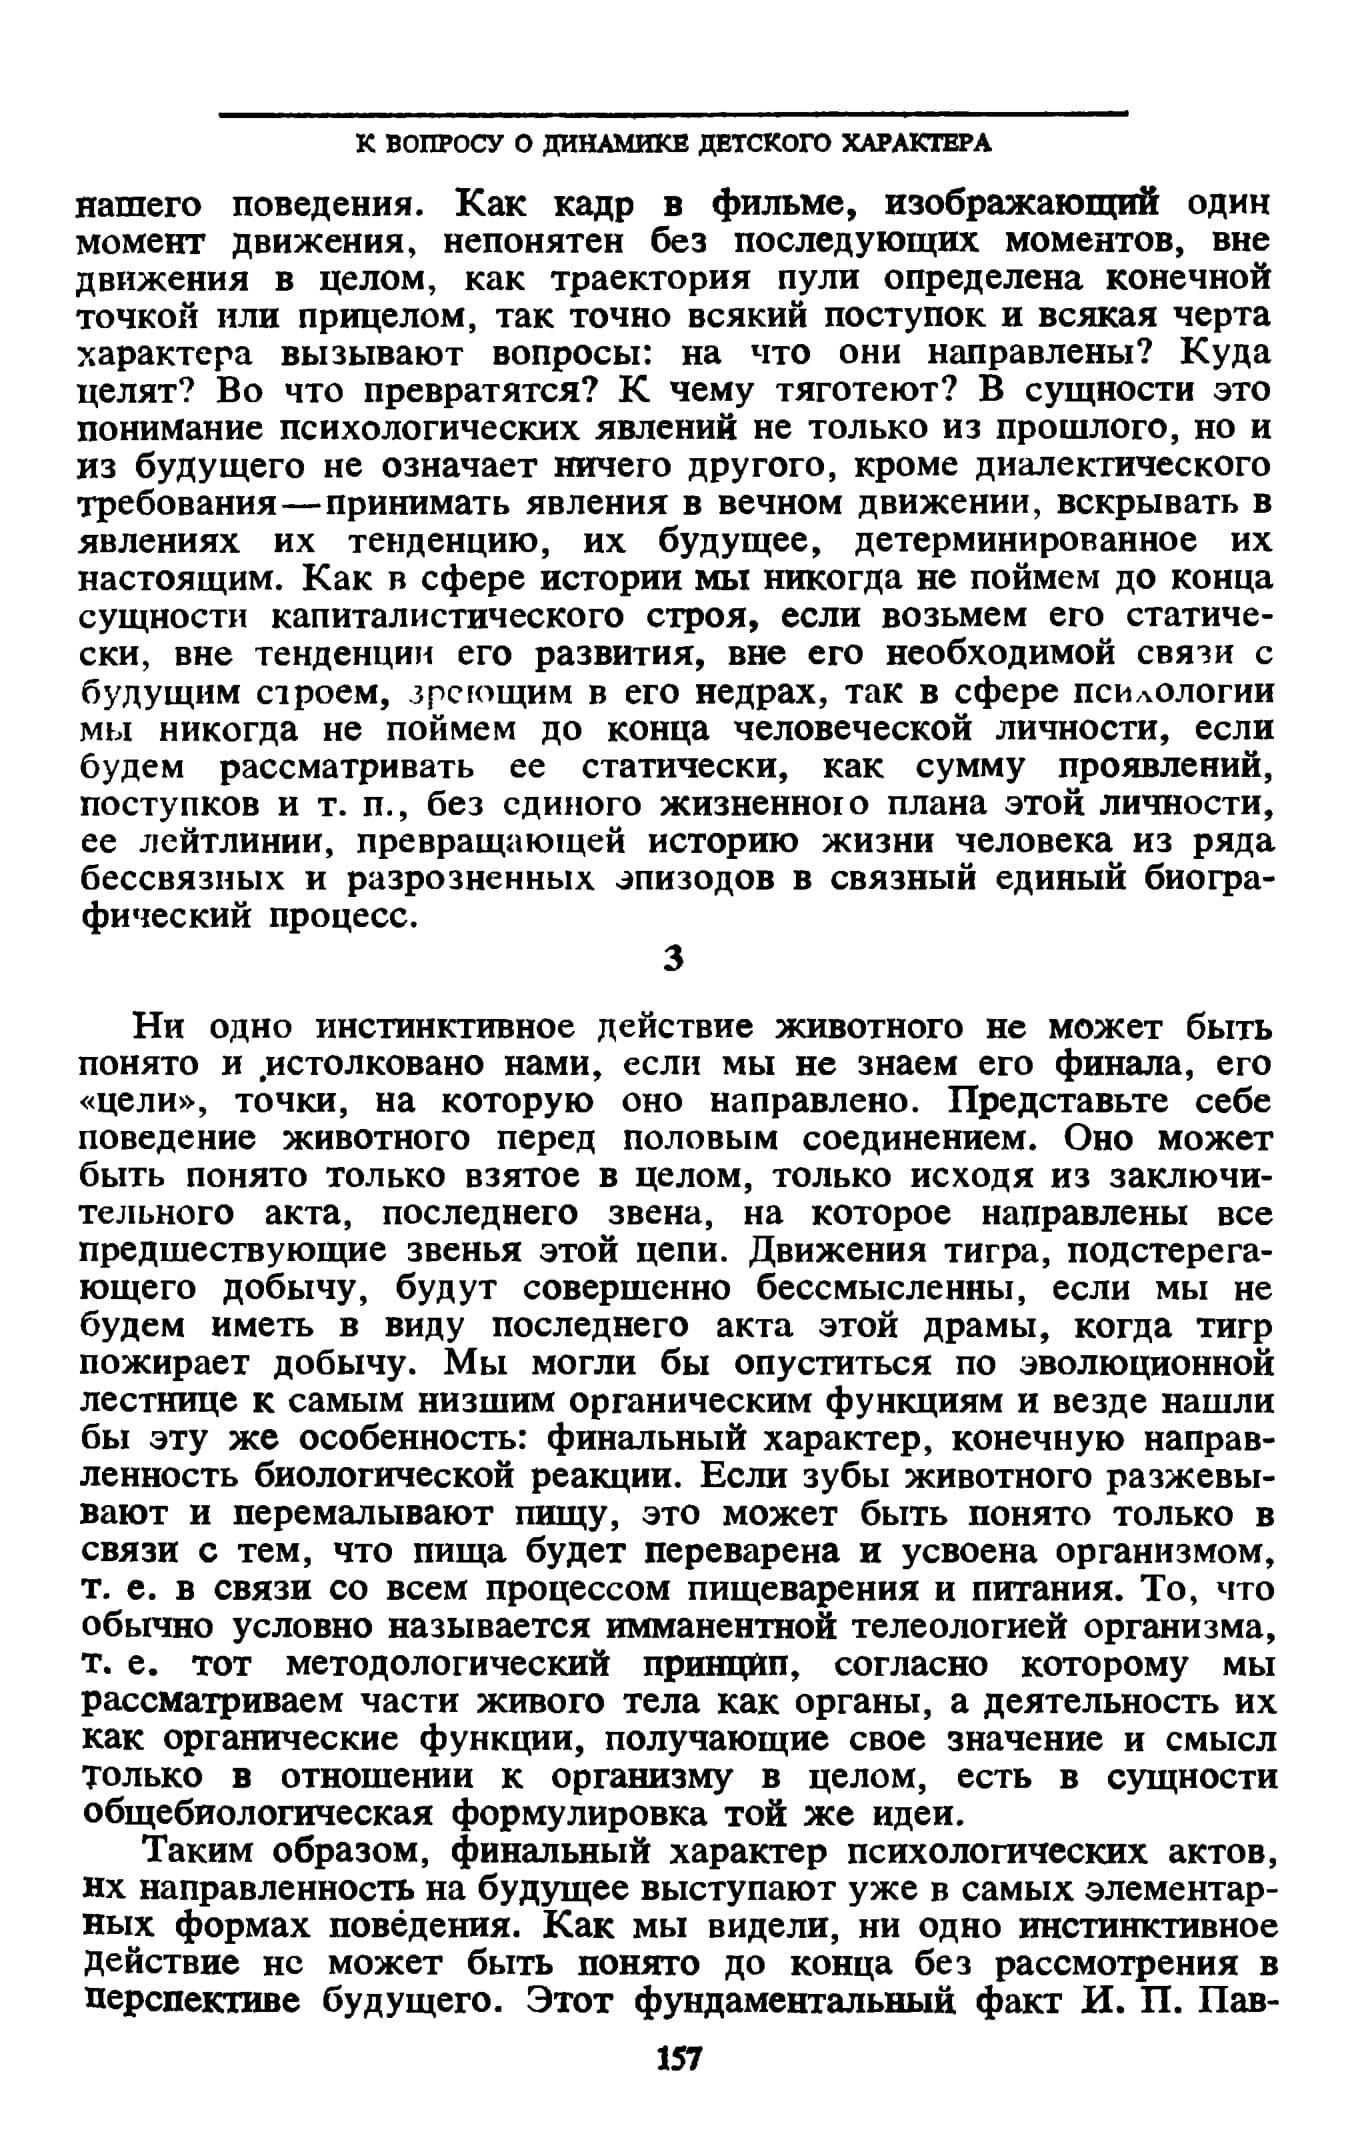 К ВОПРОСУ О ДИНАМИКЕ ДЕТСКОГО ХАРАКТЕРА
нашего поведения. Как кадр в фильме, изображающий один
момент движения, непонятен без последующих моментов, вне
движения в целом, как траектория пули определена конечной
точкой или прицелом, так точно всякий поступок и всякая черта
характера вызывают вопросы: на что они направлены? Куда
целят? Во что превратятся? К чему тяготеют? В сущности это
понимание психологических явлений не только из прошлого, но и
из будущего не означает ничего другого, кроме диалектического
требования—принимать явления в вечном движении, вскрывать в
явлениях их тенденцию, их будущее, детерминированное их
настоящим. Как в сфере истории мы никогда не поймем до конца
сущности капиталистического строя, если возьмем его статиче-
ски, вне тенденции его развития, вне его необходимой связи с
будущим строем, зреющим в его недрах, так в сфере психологии
мы никогда не поймем до конца человеческой личности, если
будем рассматривать ее статически, как сумму проявлений,
поступков и т. п., без единого жизненного плана этой личности,
ее лейтлинии, превращающей историю жизни человека из ряда
бессвязных и разрозненных эпизодов в связный единый биогра-
фический процесс.
3
Ни одно инстинктивное действие животного не может быть
понято и истолковано нами, если мы не знаем его финала, его
«цели», точки, на которую оно направлено. Представьте себе
поведение животного перед половым соединением. Оно может
быть понято только взятое в целом, только исходя из заключи-
тельного акта, последнего звена, на которое направлены все
предшествующие звенья этой цепи. Движения тигра, подстерега-
ющего добычу, будут совершенно бессмысленны, если мы не
будем иметь в виду последнего акта этой драмы, когда тигр
пожирает добычу. Мы могли бы опуститься по эволюционной
лестнице к самым низшим органическим функциям и везде нашли
бы эту же особенность: финальный характер, конечную направ-
ленность биологической реакции. Если зубы животного разжевы-
вают и перемалывают пищу, это может быть понято только в
связи с тем, что пища будет переварена и усвоена организмом,
т. е. в связи со всем процессом пищеварения и питания. То, что
обычно условно называется имманентной телеологией организма,
т. е. тот методологический принцип, согласно которому мы
рассматриваем части живого тела как органы, а деятельность их
как органические функции, получающие свое значение и смысл
только в отношении к организму в целом, есть в сущности
общебиологическая формулировка той же идеи.
Таким образом, финальный характер психологических актов,
их направленность на будущее выступают уже в самых элементар-
ных формах поведения. Как мы видели, ни одно инстинктивное
действие не может быть понято до конца без рассмотрения в
перспективе будущего. Этот фундаментальный факт И. П. Пав-
157